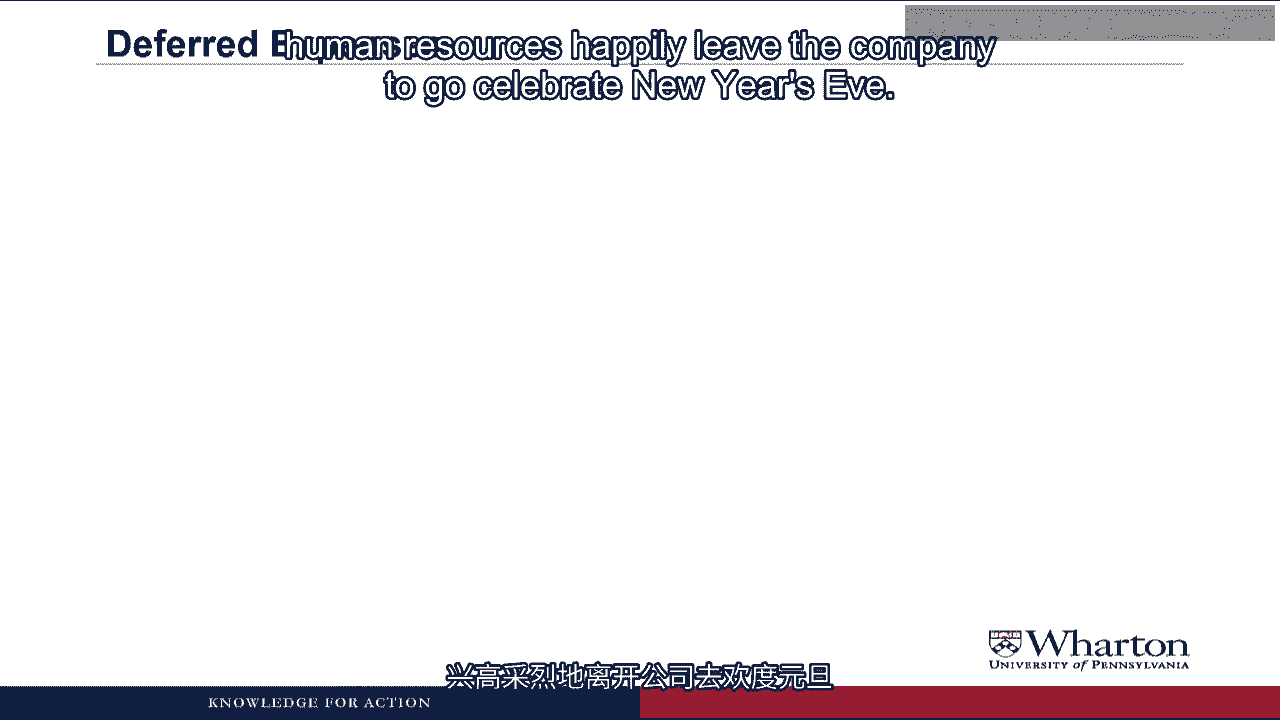 Deferred
human resources happily leave the company
to go celebrate New Year's Eve.
Wharton
UNIVERSITY of PENNSYLVANIA
兴高采烈地离开公司去欢度元旦
KNOWLEDGE FOR ACTION